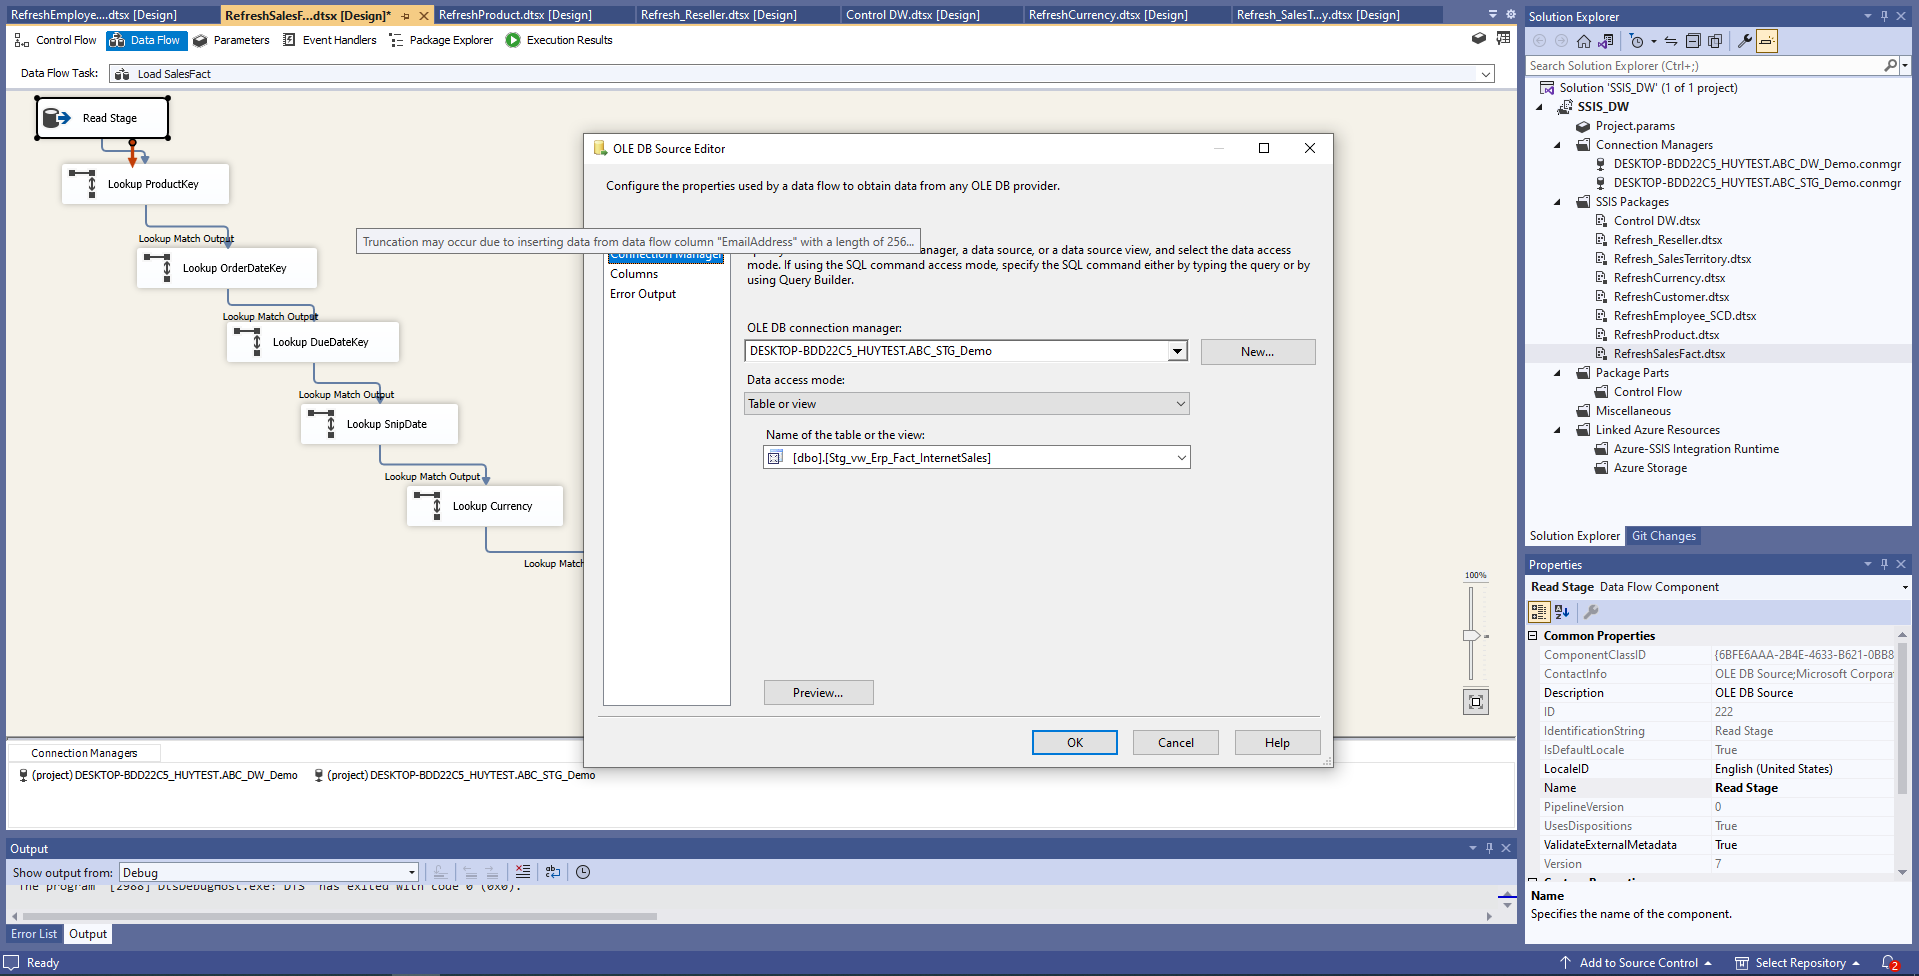 RefreshEmploye....dtsx [Design]
RefreshSalesF...dtsx [Design]*
RefreshProduct.dtsx [Design]
Refresh_Reseller.dtsx [Design]
Control DW.dtsx [Design]
RefreshCurrency.dtsx [Design]
Refresh_SalesT...y.dtsx [Design]
Control Flow
Data Flow
Parameters
Event Handlers
Package Explorer
Execution Results
Data Flow Task:
Load SalesFact
Read Stage
Lookup ProductKey
Lookup Match Output
Lookup OrderDateKey
Lookup Match Output
Lookup DueDateKey
Lookup Match Output
Lookup SnipDate
Lookup Match Output
Lookup Currency
Lookup Match
Truncation may occur due to inserting data from data flow column "EmailAddress" with a length of 256...
OLE DB Source Editor
Configure the properties used by a data flow to obtain data from any OLE DB provider.
Connection Manager
Columns
Error Output
anager, a data source, or a data source view, and select the data access
mode. If using the SQL command access mode, specify the SQL command either by typing the query or by
using Query Builder.
OLE DB connection manager:
DESKTOP-BDD22C5_HUYTEST.ABC_STG_Demo
New...
Data access mode:
Table or view
Name of the table or the view:
[dbo].[Stg_vw_Erp_Fact_InternetSales]
Preview...
OK
Cancel
Help
100%
Connection Managers
(project) DESKTOP-BDD22C5_HUYTEST.ABC_DW_Demo
(project) DESKTOP-BDD22C5_HUYTEST.ABC_STG_Demo
Output
Show output from:
Debug
The program '[2988] DtsDebugHost.exe: DTS' has exited with code 0 (0x0).
Error List
Output
Ready
Solution Explorer
Search Solution Explorer (Ctrl+;)
Solution 'SSIS_DW' (1 of 1 project)
SSIS_DW
Project.params
Connection Managers
DESKTOP-BDD22C5_HUYTEST.ABC_DW_Demo.conmgr
DESKTOP-BDD22C5_HUYTEST.ABC_STG_Demo.conmgr
SSIS Packages
Control DW.dtsx
Refresh_Reseller.dtsx
Refresh_SalesTerritory.dtsx
RefreshCurrency.dtsx
RefreshCustomer.dtsx
RefreshEmployee_SCD.dtsx
RefreshProduct.dtsx
RefreshSalesFact.dtsx
Package Parts
Control Flow
Miscellaneous
Linked Azure Resources
Azure-SSIS Integration Runtime
Azure Storage
Solution Explorer
Git Changes
Properties
Read Stage Data Flow Component
Common Properties
ComponentClassID {6BFE6AAA-2B4E-4633-B621-0BB8
ContactInfo OLE DB Source;Microsoft Corporat
Description OLE DB Source
ID 222
IdentificationString Read Stage
IsDefaultLocale True
LocaleID English (United States)
Name Read Stage
PipelineVersion 0
UsesDispositions True
ValidateExternalMetadata True
Version 7
Name
Specifies the name of the component.
Add to Source Control
Select Repository
2